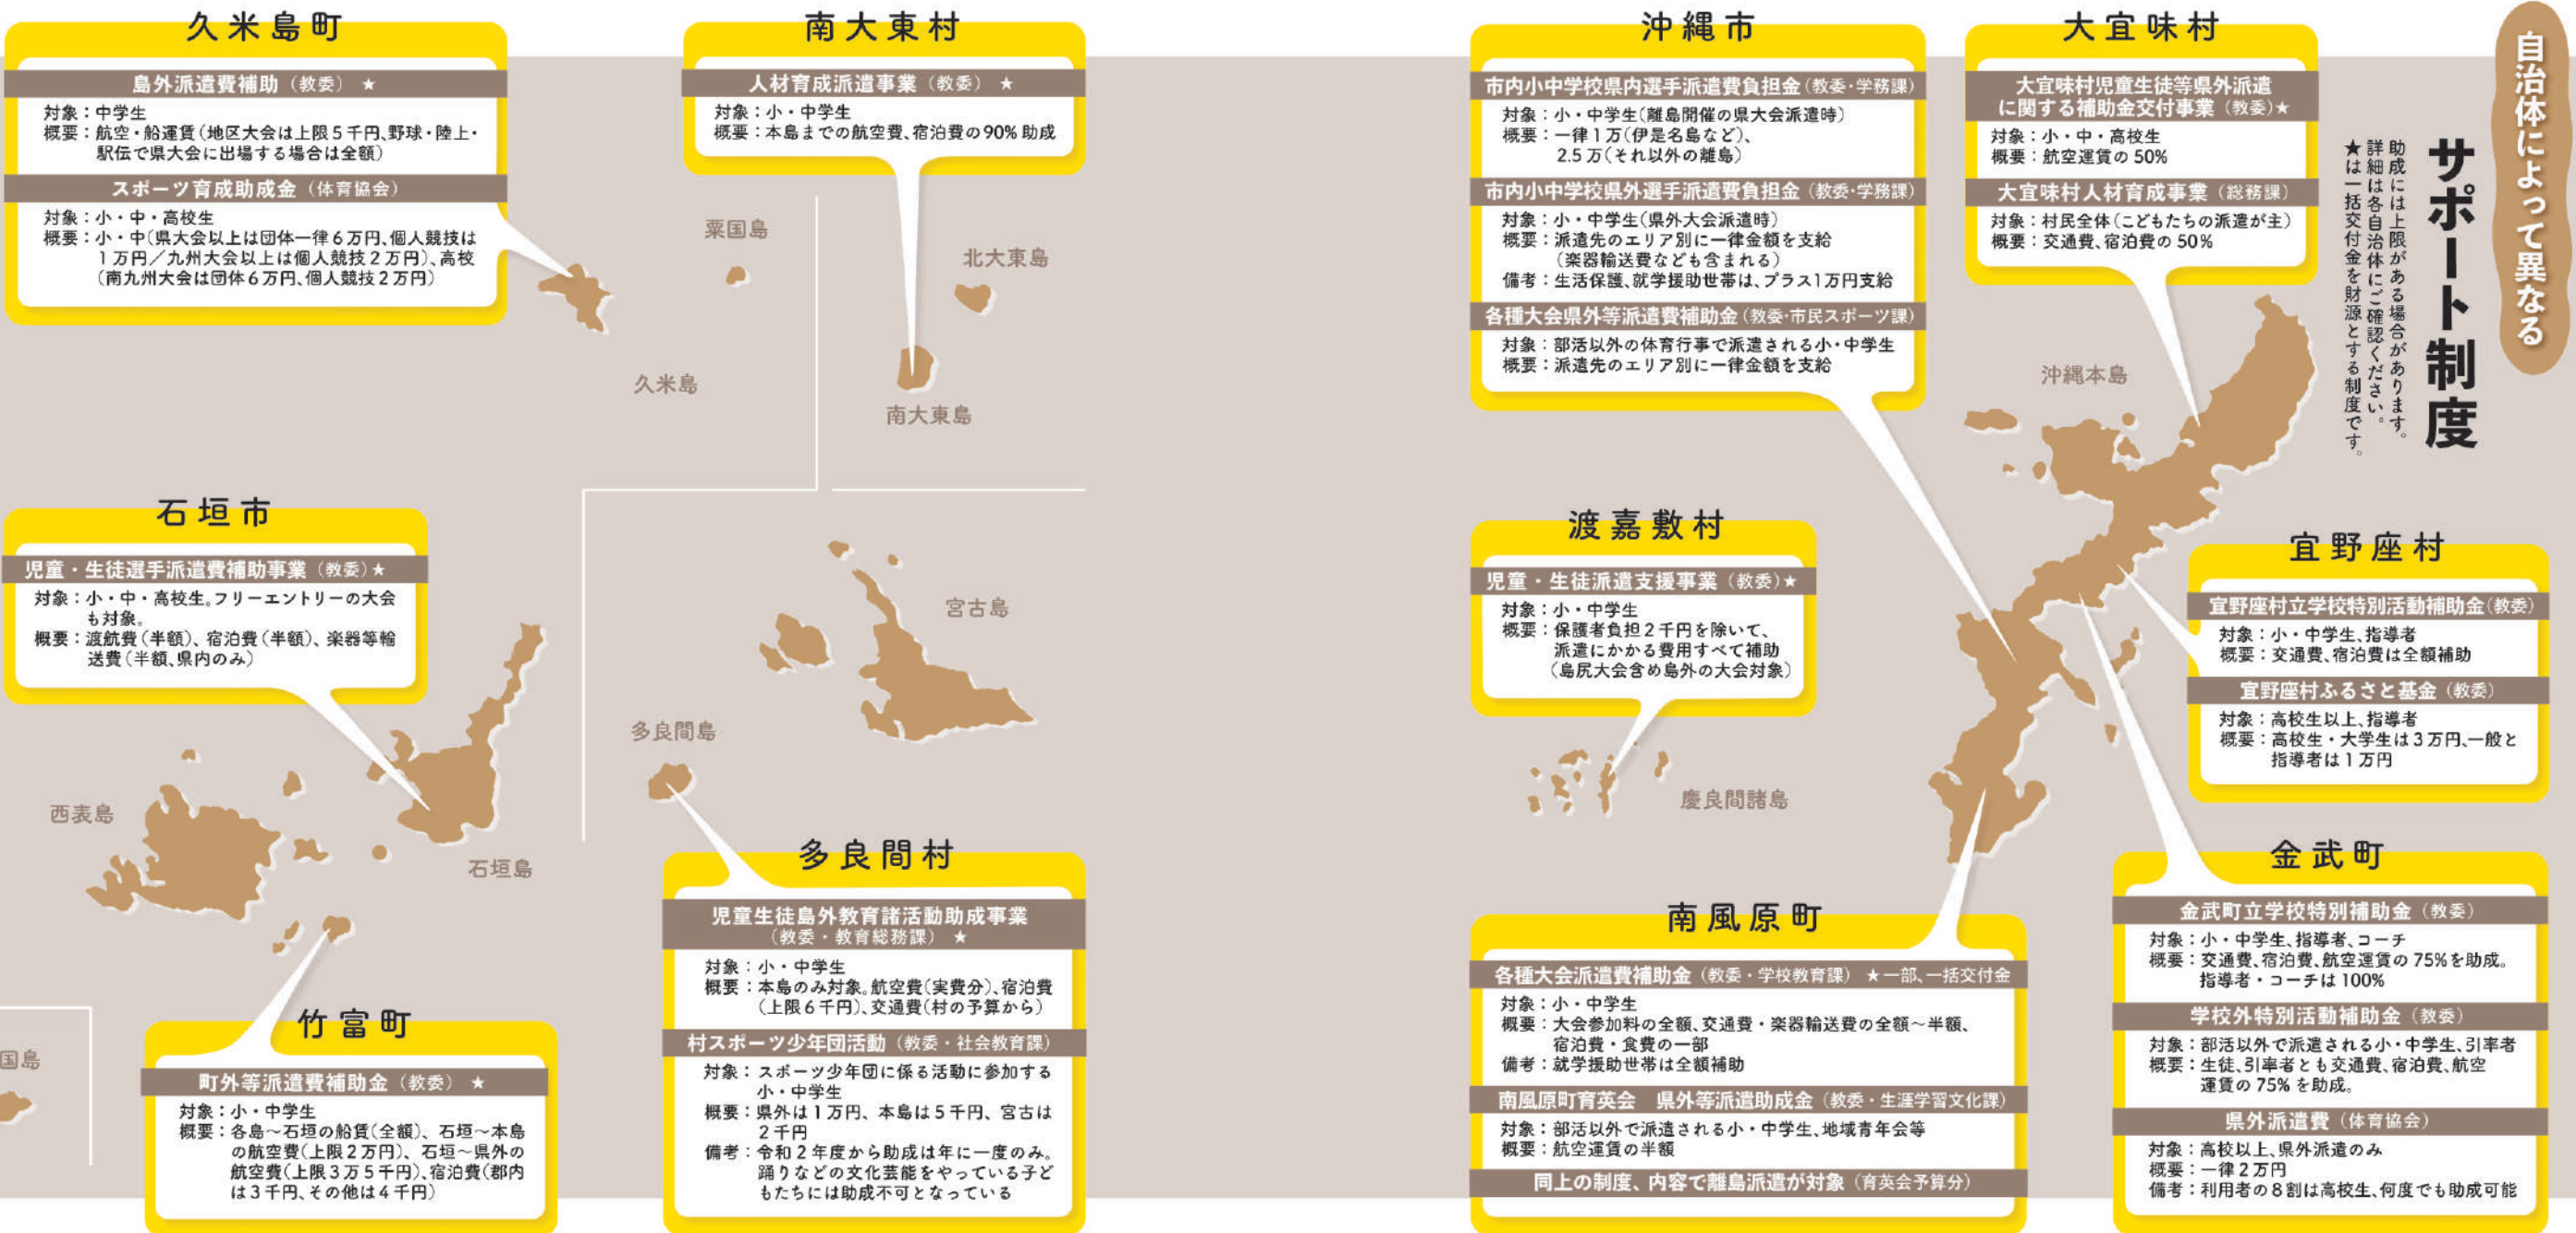 自治体によって異なる
サポート制度
助成には上限がある場合があります。
詳細は各自治体にご確認ください。
★は一括交付金を財源とする制度です。
大宜味村
大宜味村児童生徒等県外派遣
に関する補助金交付事業（教委）★
対象：小・中・高校生
概要：航空運賃の50%
大宜味村人材育成事業（総務課）
対象：村民全体（こどもたちの派遣が主）
概要：交通費、宿泊費の50%
沖縄市
市内小中学校県内選手派遣費負担金（教委・学務課）
対象：小・中学生（離島開催の県大会派遣時）
概要：一律１万（伊是名島など）、
2.5万（それ以外の離島）
市内小中学校県外選手派遣費負担金（教委・学務課）
対象：小・中学生（県外大会派遣時）
概要：派遣先のエリア別に一律金額を支給
（楽器輸送費なども含まれる）
備考：生活保護、就学援助世帯は、プラス１万円支給
各種大会県外等派遣費補助金（教委・市民スポーツ課）
対象：部活以外の体育行事で派遣される小・中学生
概要：派遣先のエリア別に一律金額を支給
沖縄本島
宜野座村
宜野座村立学校特別活動補助金（教委）
対象：小・中学生、指導者
概要：交通費、宿泊費は全額補助
宜野座村ふるさと基金（教委）
対象：高校生以上、指導者
概要：高校生・大学生は３万円、一般と
指導者は１万円
渡嘉敷村
児童・生徒派遣支援事業（教委）★
対象：小・中学生
概要：保護者負担２千円を除いて、
派遣にかかる費用すべて補助
（島尻大会含め島外の大会対象）
慶良間諸島
金武町
金武町立学校特別補助金（教委）
対象：小・中学生、指導者、コーチ
概要：交通費、宿泊費、航空運賃の75%を助成。
指導者・コーチは100%
学校外特別活動補助金（教委）
対象：部活以外で派遣される小・中学生、引率者
概要：生徒、引率者とも交通費、宿泊費、航空
運賃の75%を助成。
県外派遣費（体育協会）
対象：高校以上、県外派遣のみ
概要：一律２万円
備考：利用者の８割は高校生、何度でも助成可能
南風原町
各種大会派遣費補助金（教委・学校教育課）★一部、一括交付金
対象：小・中学生
概要：大会参加料の全額、交通費・楽器輸送費の全額～半額、
宿泊費・食費の一部
備考：就学援助世帯は全額補助
南風原町育英会　県外等派遣助成金（教委・生涯学習文化課）
対象：部活以外で派遣される小・中学生、地域青年会等
概要：航空運賃の半額
同上の制度、内容で離島派遣が対象（育英会予算分）
南大東村
人材育成派遣事業（教委）★
対象：小・中学生
概要：本島までの航空費、宿泊費の90%助成
粟国島
北大東島
久米島
南大東島
久米島町
島外派遣費補助（教委）★
対象：中学生
概要：航空・船運賃（地区大会は上限５千円、野球・陸上・
駅伝で県大会に出場する場合は全額）
スポーツ育成助成金（体育協会）
対象：小・中・高校生
概要：小・中（県大会以上は団体一律６万円、個人競技は
１万円／九州大会以上は個人競技２万円）、高校
（南九州大会は団体６万円、個人競技２万円）
宮古島
多良間島
多良間村
児童生徒島外教育諸活動助成事業
（教委・教育総務課）★
対象：小・中学生
概要：本島のみ対象。航空費（実費分）、宿泊費
（上限６千円）、交通費（村の予算から）
村スポーツ少年団活動（教委・社会教育課）
対象：スポーツ少年団に係る活動に参加する
小・中学生
概要：県外は１万円、本島は５千円、宮古は
２千円
備考：令和２年度から助成は年に一度のみ。
踊りなどの文化芸能をやっている子ど
もたちには助成不可となっている
石垣市
児童・生徒選手派遣費補助事業（教委）★
対象：小・中・高校生。フリーエントリーの大会
も対象。
概要：渡航費（半額）、宿泊費（半額）、楽器等輸
送費（半額、県内のみ）
西表島
石垣島
竹富町
町外等派遣費補助金（教委）★
対象：小・中学生
概要：各島～石垣の船賃（全額）、石垣～本島
の航空費（上限２万円）、石垣～県外の
航空費（上限３万５千円）、宿泊費（郡内
は３千円、その他は４千円）
国島